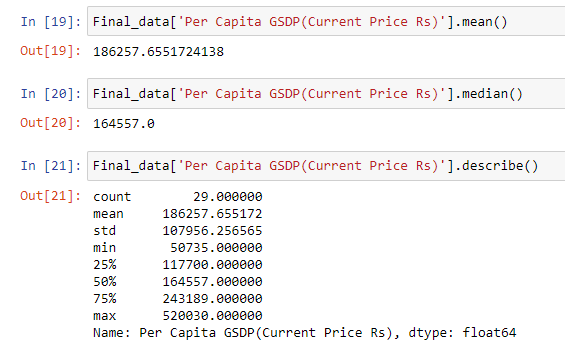 In [19]: Final_data['Per Capita GSDP(Current Price Rs)'].mean()
Out[19]: 186257.6551724138
In [20]: Final_data['Per Capita GSDP(Current Price Rs)'].median()
Out[20]: 164557.0
In [21]: Final_data['Per Capita GSDP(Current Price Rs)'].describe()
Out[21]: count 29.000000
mean 186257.655172
std 107956.256565
min 50735.000000
25% 117700.000000
50% 164557.000000
75% 243189.000000
max 520030.000000
Name: Per Capita GSDP(Current Price Rs), dtype: float64